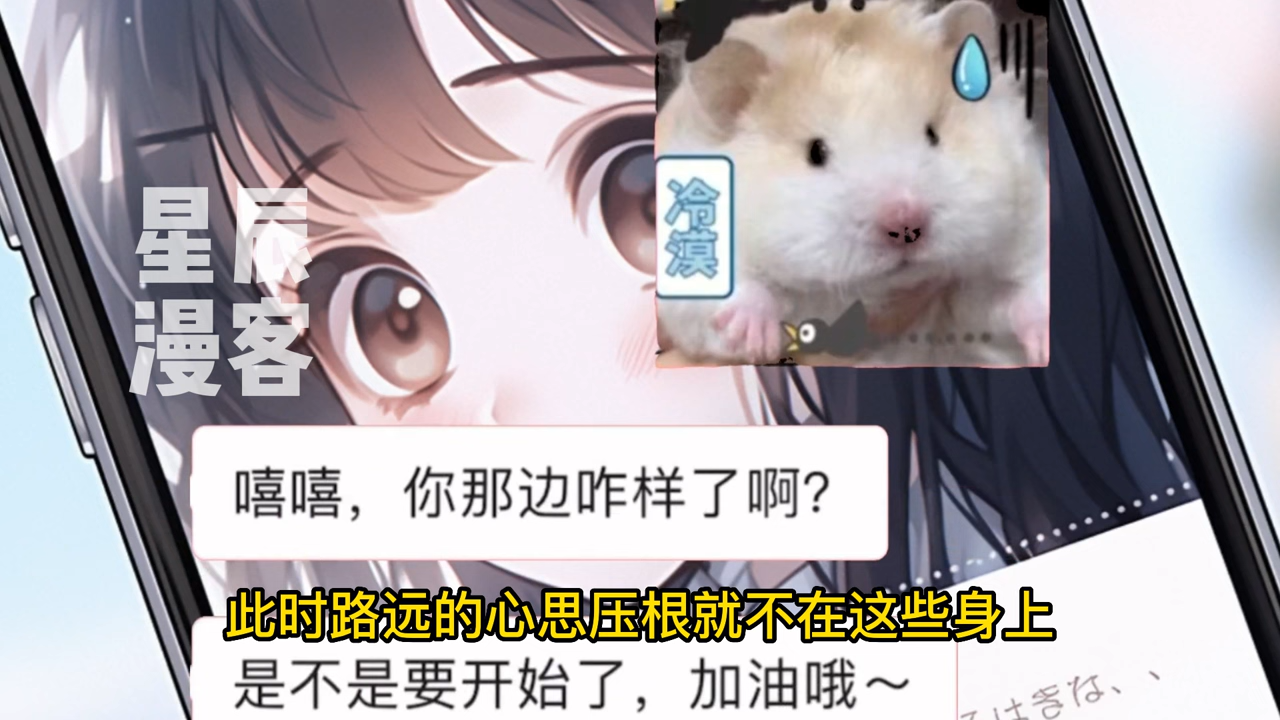 星辰
漫客
冷漠
嘻嘻，你那边咋样了啊？
此时路远的心思压根就不在这些身上
是不是要开始了，加油哦～